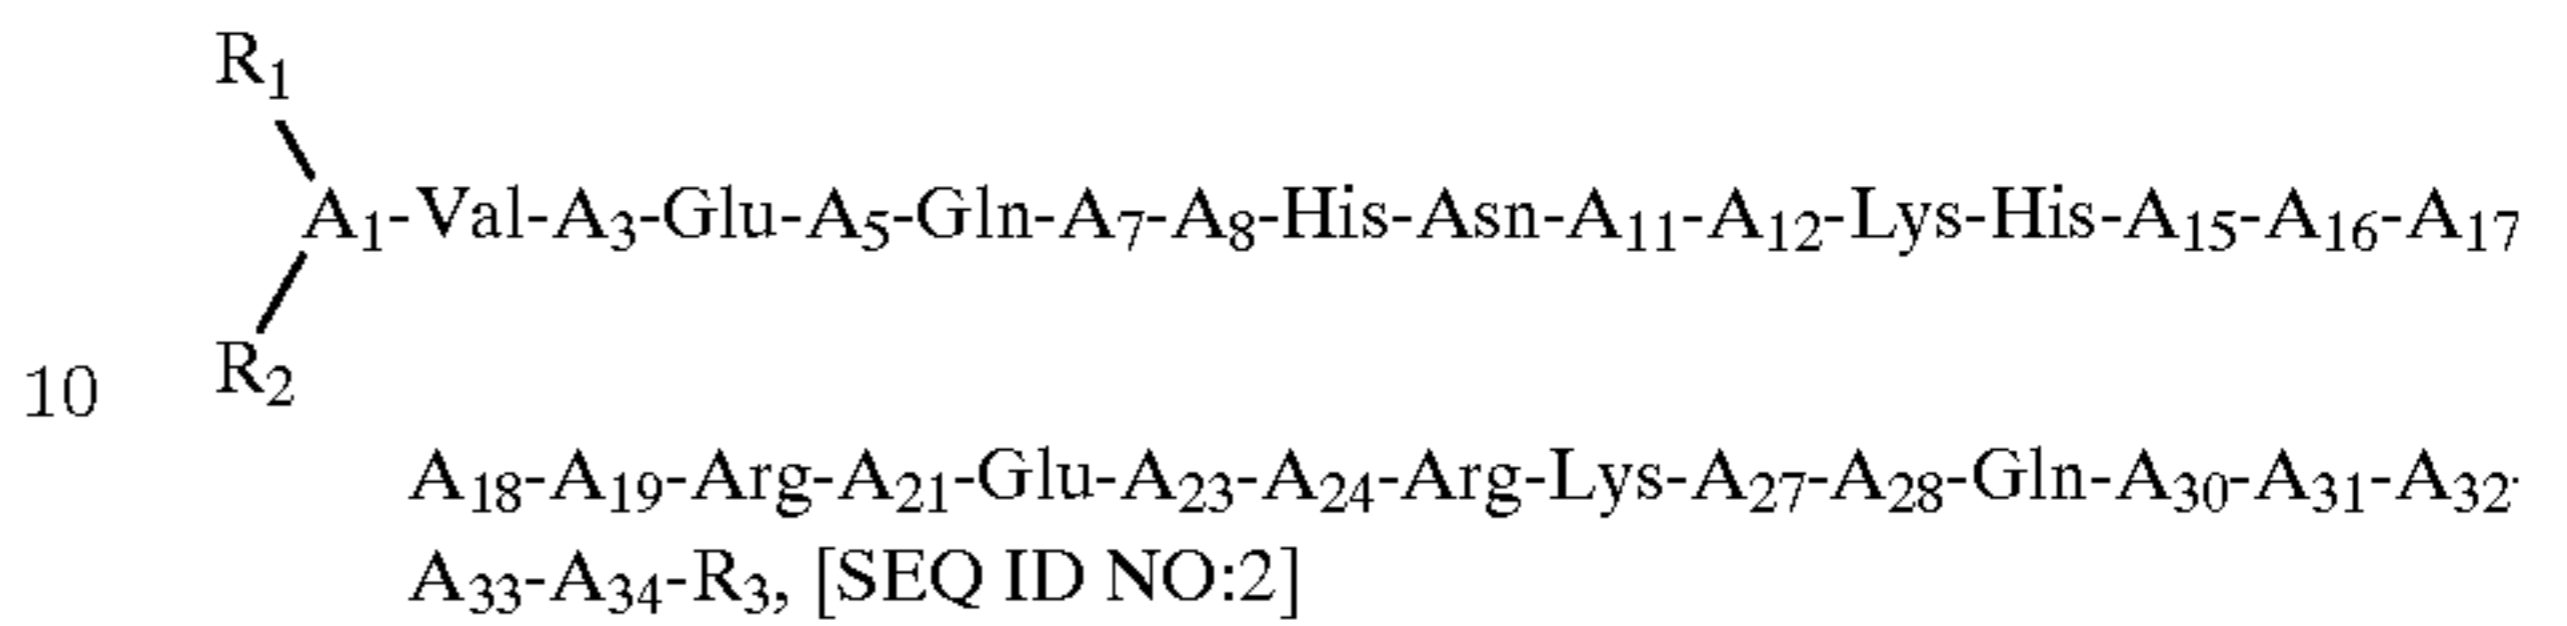 R₁
A₁-Val-A₃-Glu-A₅-Gln-A₇-A₈-His-Asn-A₁₁-A₁₂-Lys-His-A₁₅-A₁₆-A₁₇
R₂
10
A₁₈-A₁₉-Arg-A₂₁-Glu-A₂₃-A₂₄-Arg-Lys-A₂₇-A₂₈-Gln-A₃₀-A₃₁-A₃₂-
A₃₃-A₃₄-R₃, [SEQ ID NO:2]